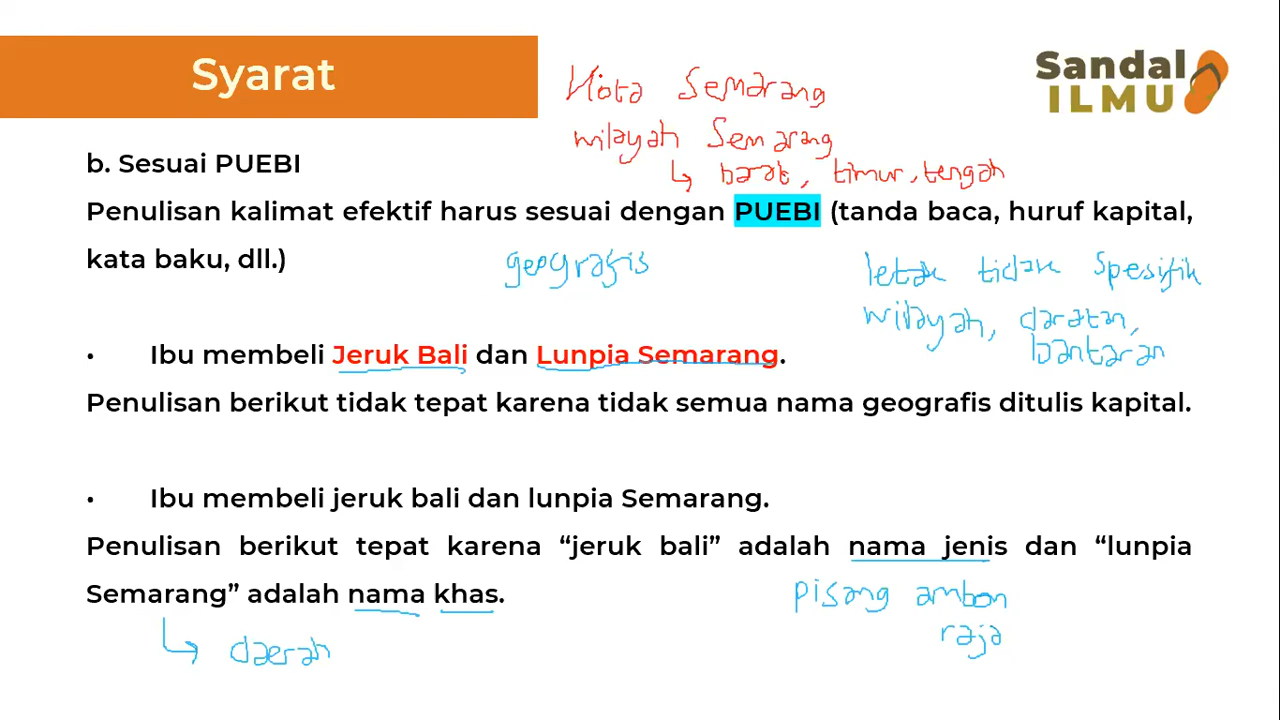 Syarat
Sandal
ILMU
Kota Semarang
wilayah Semarang
↳ barat, timur, tengah
b. Sesuai PUEBI
Penulisan kalimat efektif harus sesuai dengan PUEBI (tanda baca, huruf kapital,
kata baku, dll.)
geografis
letak tidak spesifik
wilayah, daratan,
bantaran
• Ibu membeli Jeruk Bali dan Lunpia Semarang.
Penulisan berikut tidak tepat karena tidak semua nama geografis ditulis kapital.
• Ibu membeli jeruk bali dan lunpia Semarang.
Penulisan berikut tepat karena “jeruk bali” adalah nama jenis dan “lunpia
Semarang” adalah nama khas.
pisang ambon
raja
↳ daerah